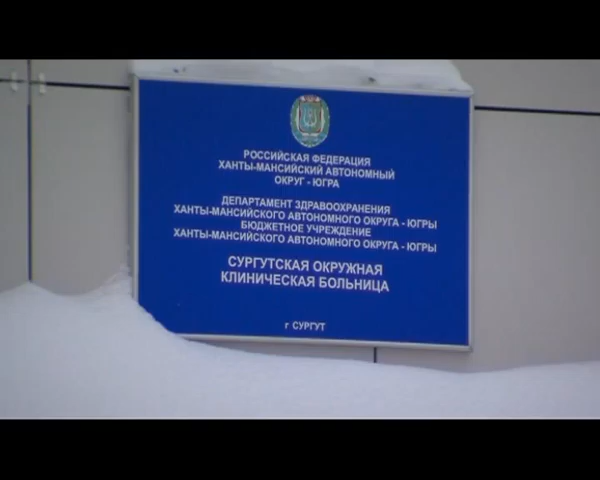 РОССИЙСКАЯ ФЕДЕРАЦИЯ
ХАНТЫ-МАНСИЙСКИЙ АВТОНОМНЫЙ
ОКРУГ - ЮГРА
ДЕПАРТАМЕНТ ЗДРАВООХРАНЕНИЯ
ХАНТЫ-МАНСИЙСКОГО АВТОНОМНОГО ОКРУГА - ЮГРЫ
БЮДЖЕТНОЕ УЧРЕЖДЕНИЕ
ХАНТЫ-МАНСИЙСКОГО АВТОНОМНОГО ОКРУГА - ЮГРЫ
СУРГУТСКАЯ ОКРУЖНАЯ
КЛИНИЧЕСКАЯ БОЛЬНИЦА
г СУРГУТ